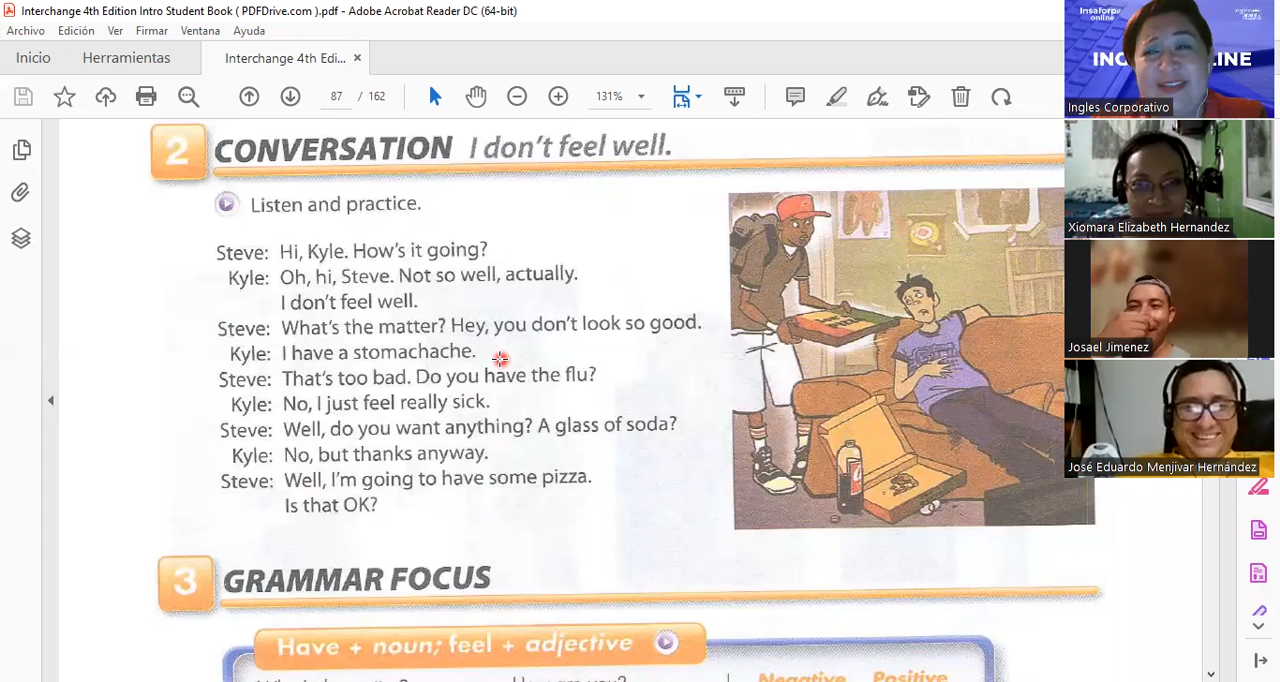 Interchange 4th Edition Intro Student Book ( PDFDrive.com ).pdf - Adobe Acrobat Reader DC (64-bit)
Archivo Edición Ver Firmar Ventana Ayuda
Inicio Herramientas Interchange 4th Edi... ×
87 / 162 131%
2 CONVERSATION I don't feel well.
Listen and practice.
Steve: Hi, Kyle. How's it going?
Kyle: Oh, hi, Steve. Not so well, actually.
I don't feel well.
Steve: What's the matter? Hey, you don't look so good.
Kyle: I have a stomachache.
Steve: That's too bad. Do you have the flu?
Kyle: No, I just feel really sick.
Steve: Well, do you want anything? A glass of soda?
Kyle: No, but thanks anyway.
Steve: Well, I'm going to have some pizza.
Is that OK?
3 GRAMMAR FOCUS
Have + noun; feel + adjective
Negative Positive
Insaforp
online
Ingles Corporativo
Xiomara Elizabeth Hernandez
Josael Jimenez
José Eduardo Menjivar Hernández